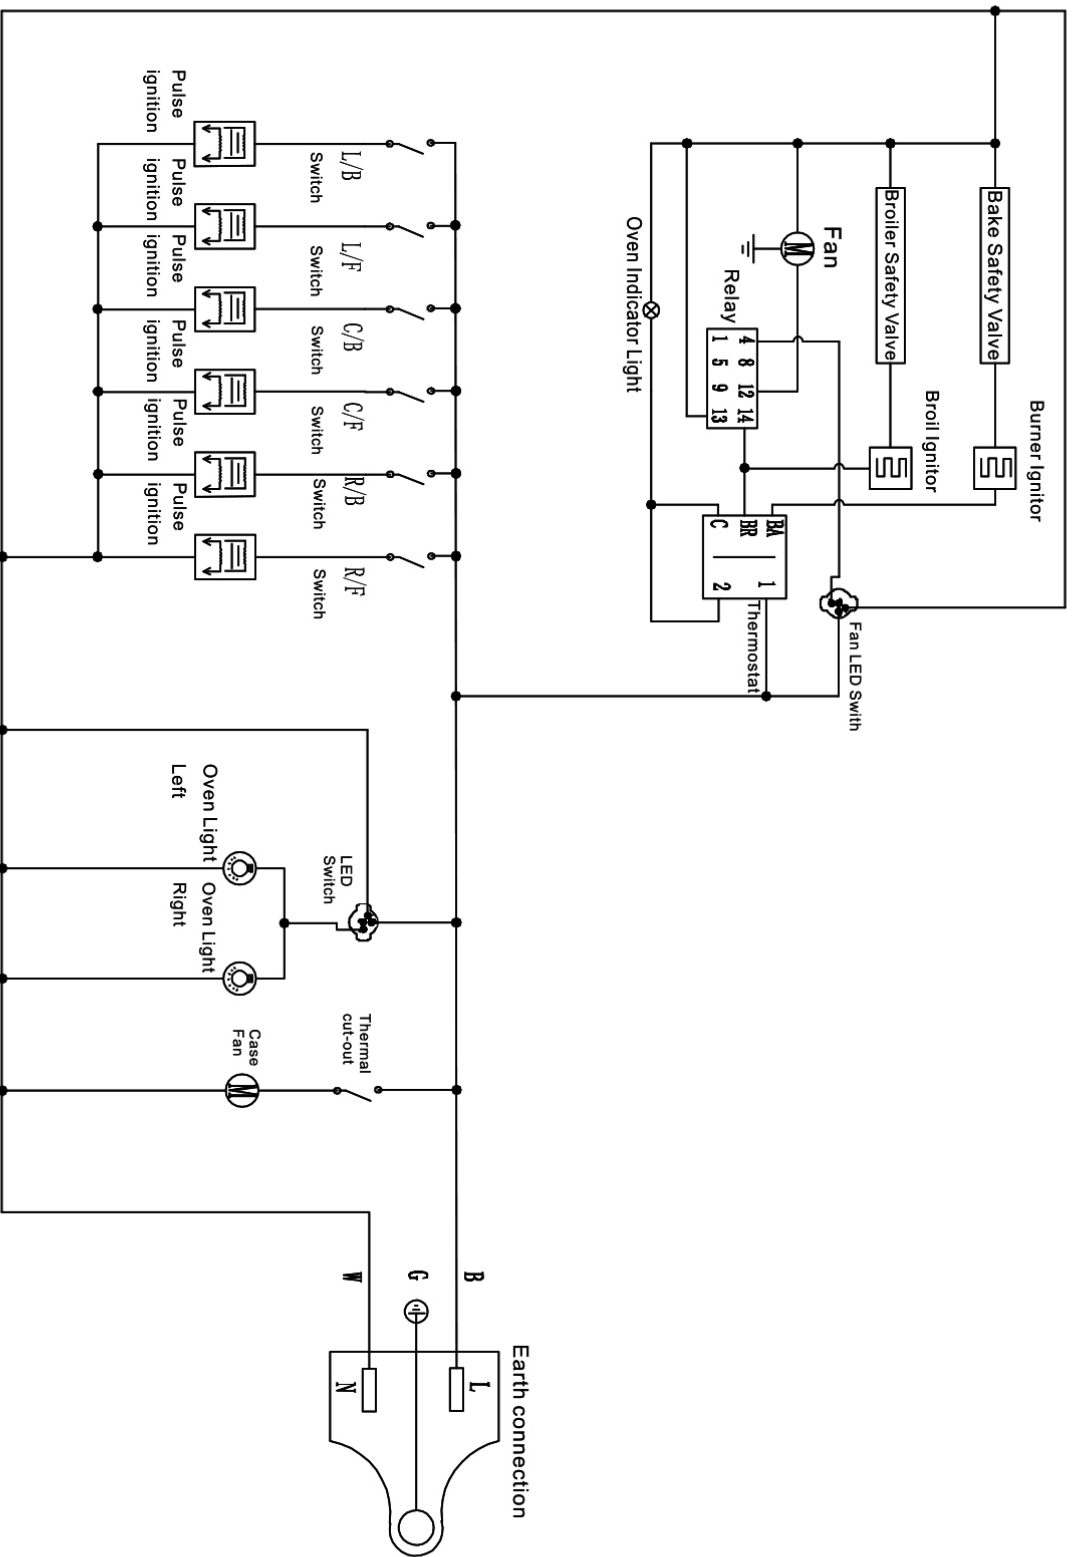 Burner Ignitor
Bake Safety Valve
Broil Ignitor
Broiler Safety Valve
Fan LED Swith
Fan
M
BA
1
Thermostat
Relay
4 8 12 14
1 5 9 13
BR
C
2
Oven Indicator Light
Earth connection
L
B
G
N
W
L/B
Switch
L/F
Switch
C/B
Switch
C/F
Switch
R/B
Switch
R/F
Switch
LED
Switch
Thermal
cut-out
Case
Fan
M
Oven Light
Left
Oven Light
Right
Pulse
ignition
Pulse
ignition
Pulse
ignition
Pulse
ignition
Pulse
ignition
Pulse
ignition